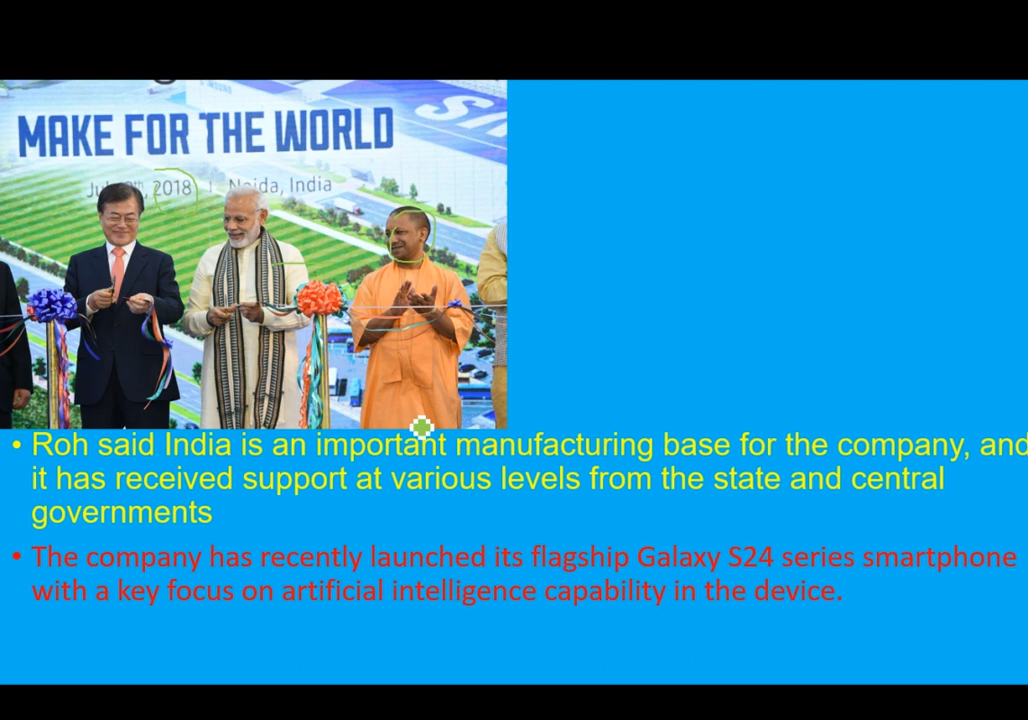 MAKE FOR THE WORLD
2018 | Noida, India
• Roh said India is an important manufacturing base for the company, and
it has received support at various levels from the state and central
governments
• The company has recently launched its flagship Galaxy S24 series smartphone
with a key focus on artificial intelligence capability in the device.